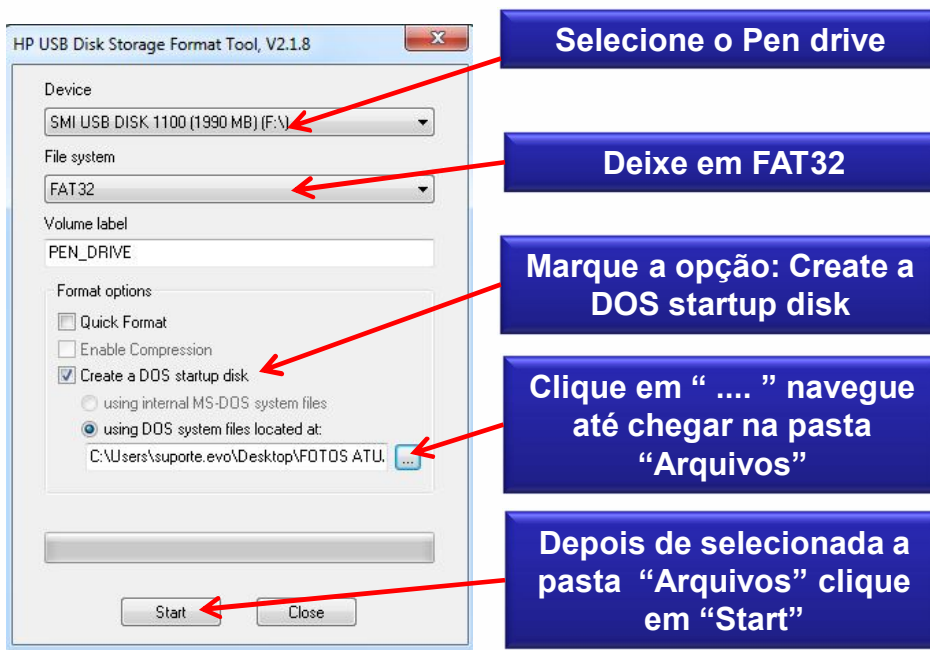 HP USB Disk Storage Format Tool, V2.1.8
Device
SMI USB DISK 1100 (1990 MB) (F:\)
File system
FAT32
Volume label
PEN_DRIVE
Format options
Quick Format
Enable Compression
Create a DOS startup disk
using internal MS-DOS system files
using DOS system files located at:
C:\Users\suporte.evo\Desktop\FOTOS ATU.
...
Start
Close
Selecione o Pen drive
Deixe em FAT32
Marque a opção: Create a
DOS startup disk
Clique em “ .... ” navegue
até chegar na pasta
“Arquivos”
Depois de selecionada a
pasta “Arquivos” clique
em “Start”